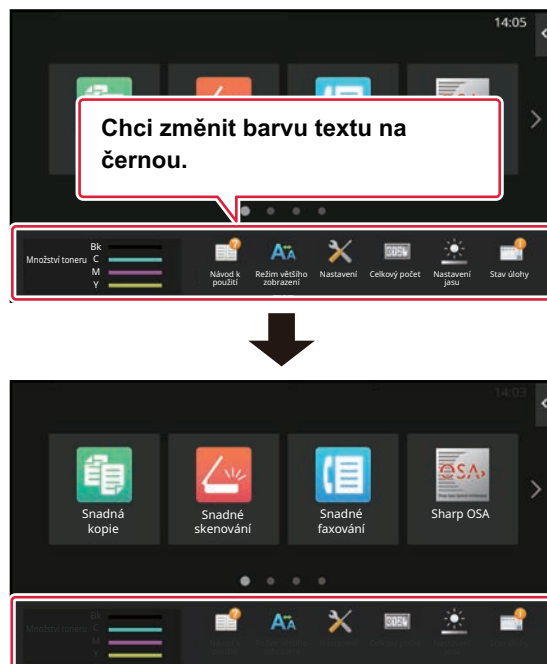 14:05
Chci změnit barvu textu na
černou.
Bk
Množství toneru C
M
Y
Návod k
použití
Režim většího
zobrazení
Nastavení
Celkový počet
Nastavení
jasu
Stav úlohy
14:03
Snadná
kopie
Snadné
skenování
Snadné
faxování
Sharp OSA
Bk
Množství toneru C
M
Y